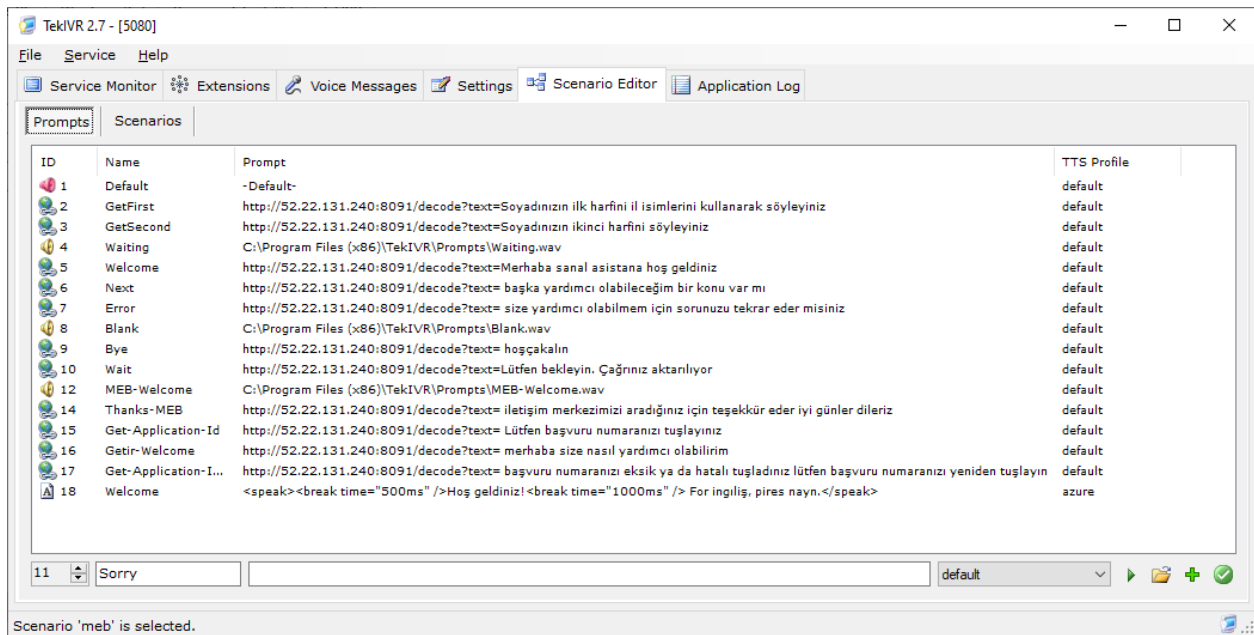 TekIVR 2.7 - [5080]
File Service Help
Service Monitor Extensions Voice Messages Settings Scenario Editor Application Log
Prompts Scenarios
ID Name Prompt TTS Profile
1 Default -Default- default
2 GetFirst http://52.22.131.240:8091/decode?text=Soyadınızın ilk harfini il isimlerini kullanarak söyleyiniz default
3 GetSecond http://52.22.131.240:8091/decode?text=Soyadınızın ikinci harfini söyleyiniz default
4 Waiting C:\Program Files (x86)\TekIVR\Prompts\Waiting.wav default
5 Welcome http://52.22.131.240:8091/decode?text=Merhaba sanal asistana hoş geldiniz default
6 Next http://52.22.131.240:8091/decode?text= başka yardımcı olabileceğim bir konu var mı default
7 Error http://52.22.131.240:8091/decode?text= size yardımcı olabilmem için sorunuzu tekrar eder misiniz default
8 Blank C:\Program Files (x86)\TekIVR\Prompts\Blank.wav default
9 Bye http://52.22.131.240:8091/decode?text= hoşçakalın default
10 Wait http://52.22.131.240:8091/decode?text=Lütfen bekleyin. Çağrınız aktarılıyor default
12 MEB-Welcome C:\Program Files (x86)\TekIVR\Prompts\MEB-Welcome.wav default
14 Thanks-MEB http://52.22.131.240:8091/decode?text= iletişim merkezimizi aradığınız için teşekkür eder iyi günler dileriz default
15 Get-Application-Id http://52.22.131.240:8091/decode?text= Lütfen başvuru numaranızı tuşlayınız default
16 Getir-Welcome http://52.22.131.240:8091/decode?text= merhaba size nasıl yardımcı olabilirim default
17 Get-Application-I... http://52.22.131.240:8091/decode?text= başvuru numaranızı eksik ya da hatalı tuşladınız lütfen başvuru numaranızı yeniden tuşlayın default
18 Welcome <speak><break time="500ms" />Hoş geldiniz!<break time="1000ms" /> For ingiliş, pires nayn.</speak> azure
11 Sorry default
Scenario 'meb' is selected.